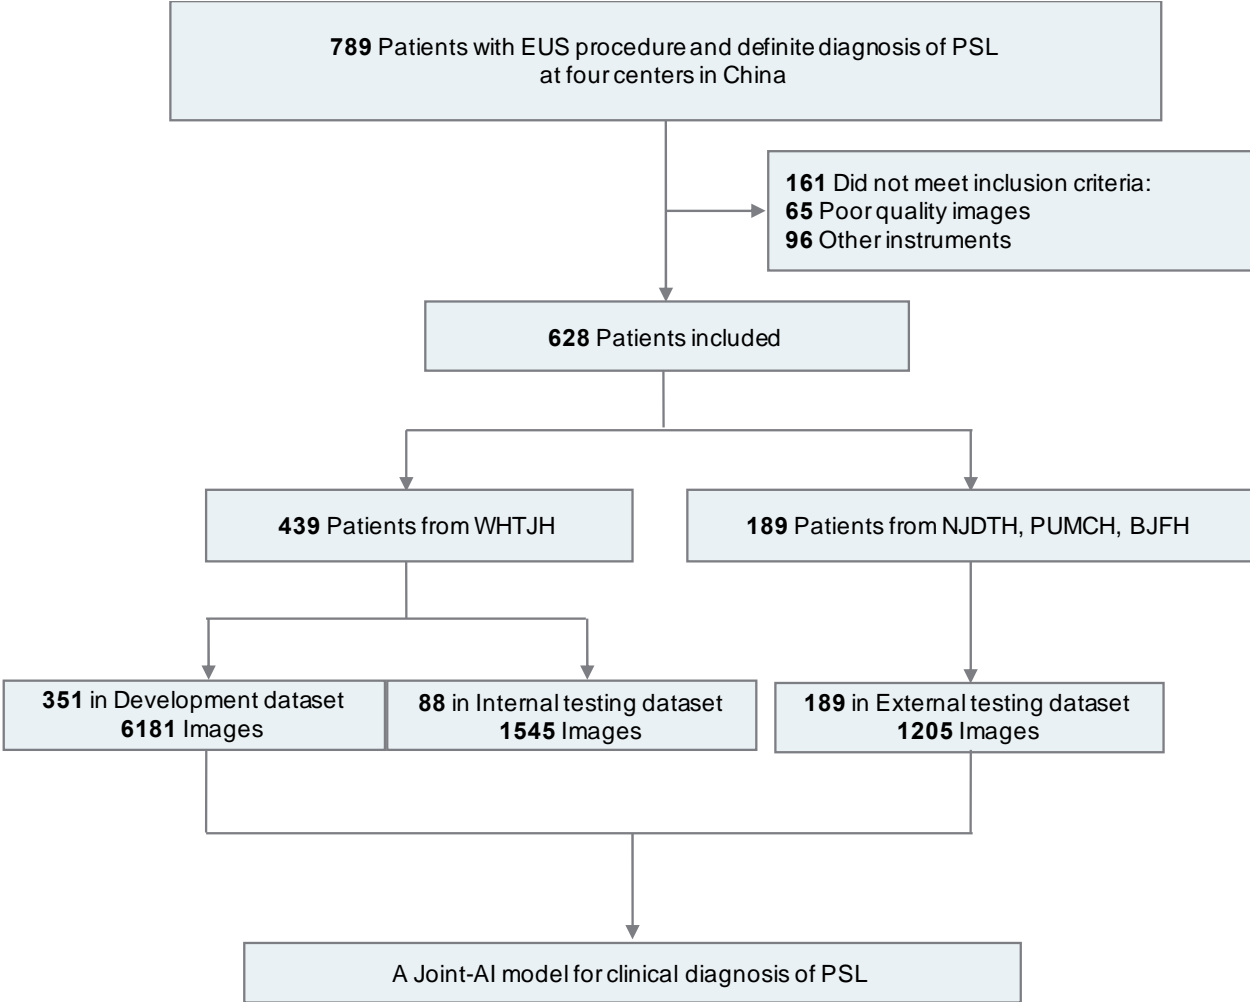 789 Patients with EUS procedure and definite diagnosis of PSL
at four centers in China
161 Did not meet inclusion criteria:
65 Poor quality images
96 Other instruments
628 Patients included
439 Patients from WHTJH
189 Patients from NJDTH, PUMCH, BJFH
351 in Development dataset
6181 Images
88 in Internal testing dataset
1545 Images
189 in External testing dataset
1205 Images
A Joint-AI model for clinical diagnosis of PSL